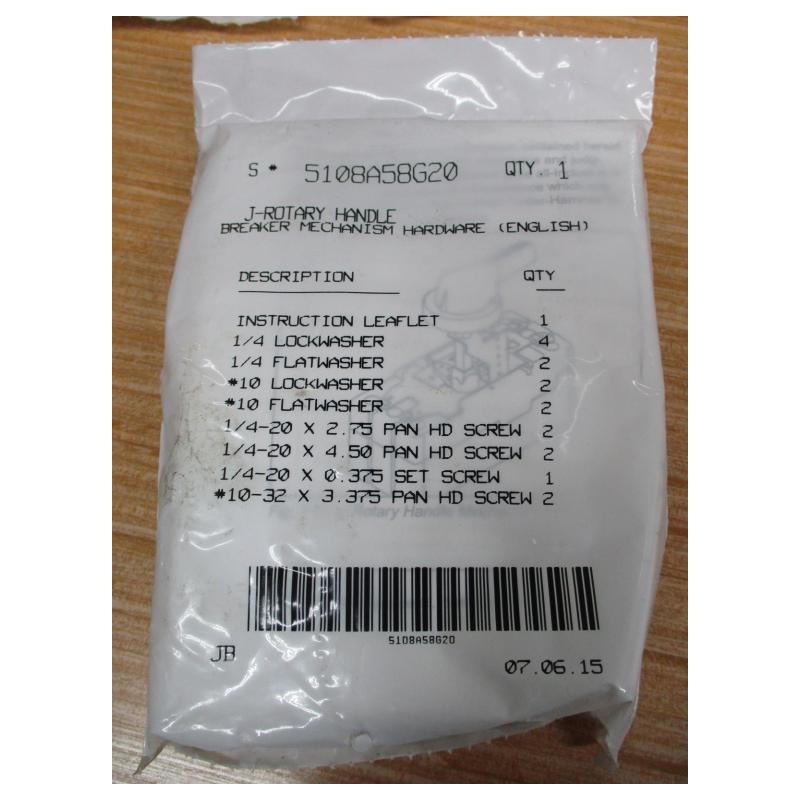 S * 5108A58G20 QTY. 1
J-ROTARY HANDLE
BREAKER MECHANISM HARDWARE (ENGLISH)
DESCRIPTION QTY
INSTRUCTION LEAFLET 1
1/4 LOCKWASHER 4
1/4 FLATWASHER 2
#10 LOCKWASHER 2
#10 FLATWASHER 2
1/4-20 X 2.75 PAN HD SCREW 2
1/4-20 X 4.50 PAN HD SCREW 2
1/4-20 X 0.375 SET SCREW 1
#10-32 X 3.375 PAN HD SCREW 2
Rotary Handle
5108A58G20
JB
07.06.15